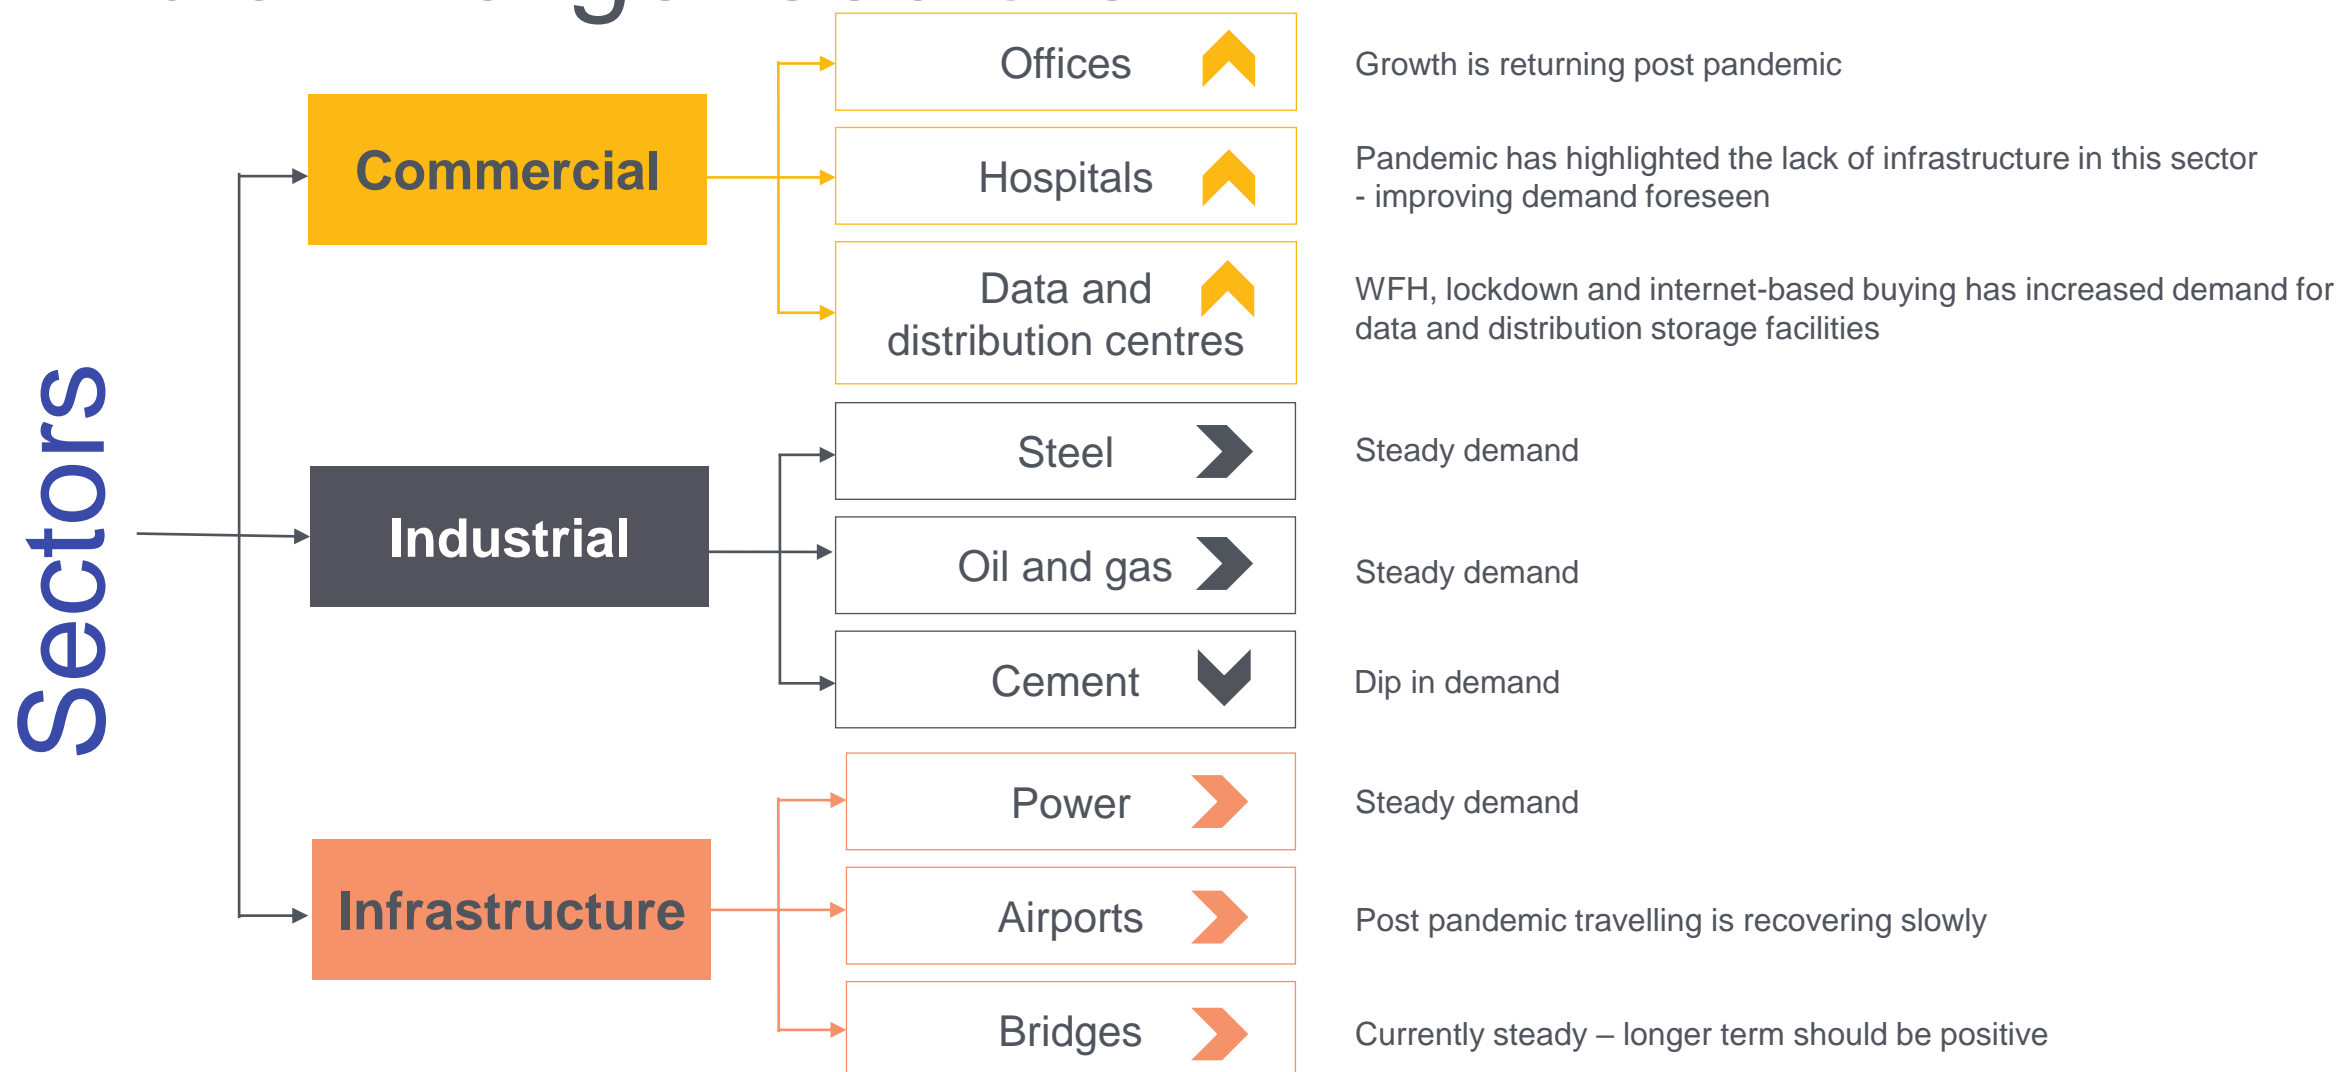 Sectors
Commercial
Offices
Growth is returning post pandemic
Hospitals
Pandemic has highlighted the lack of infrastructure in this sector
- improving demand foreseen
Data and
distribution centres
WFH, lockdown and internet-based buying has increased demand for
data and distribution storage facilities
Industrial
Steel
Steady demand
Oil and gas
Steady demand
Cement
Dip in demand
Infrastructure
Power
Steady demand
Airports
Post pandemic travelling is recovering slowly
Bridges
Currently steady – longer term should be positive